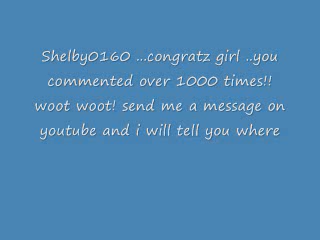 Shelby0160 ...congratz girl ..you
commented over 1000 times!!
woot woot! send me a message on
youtube and i will tell you where